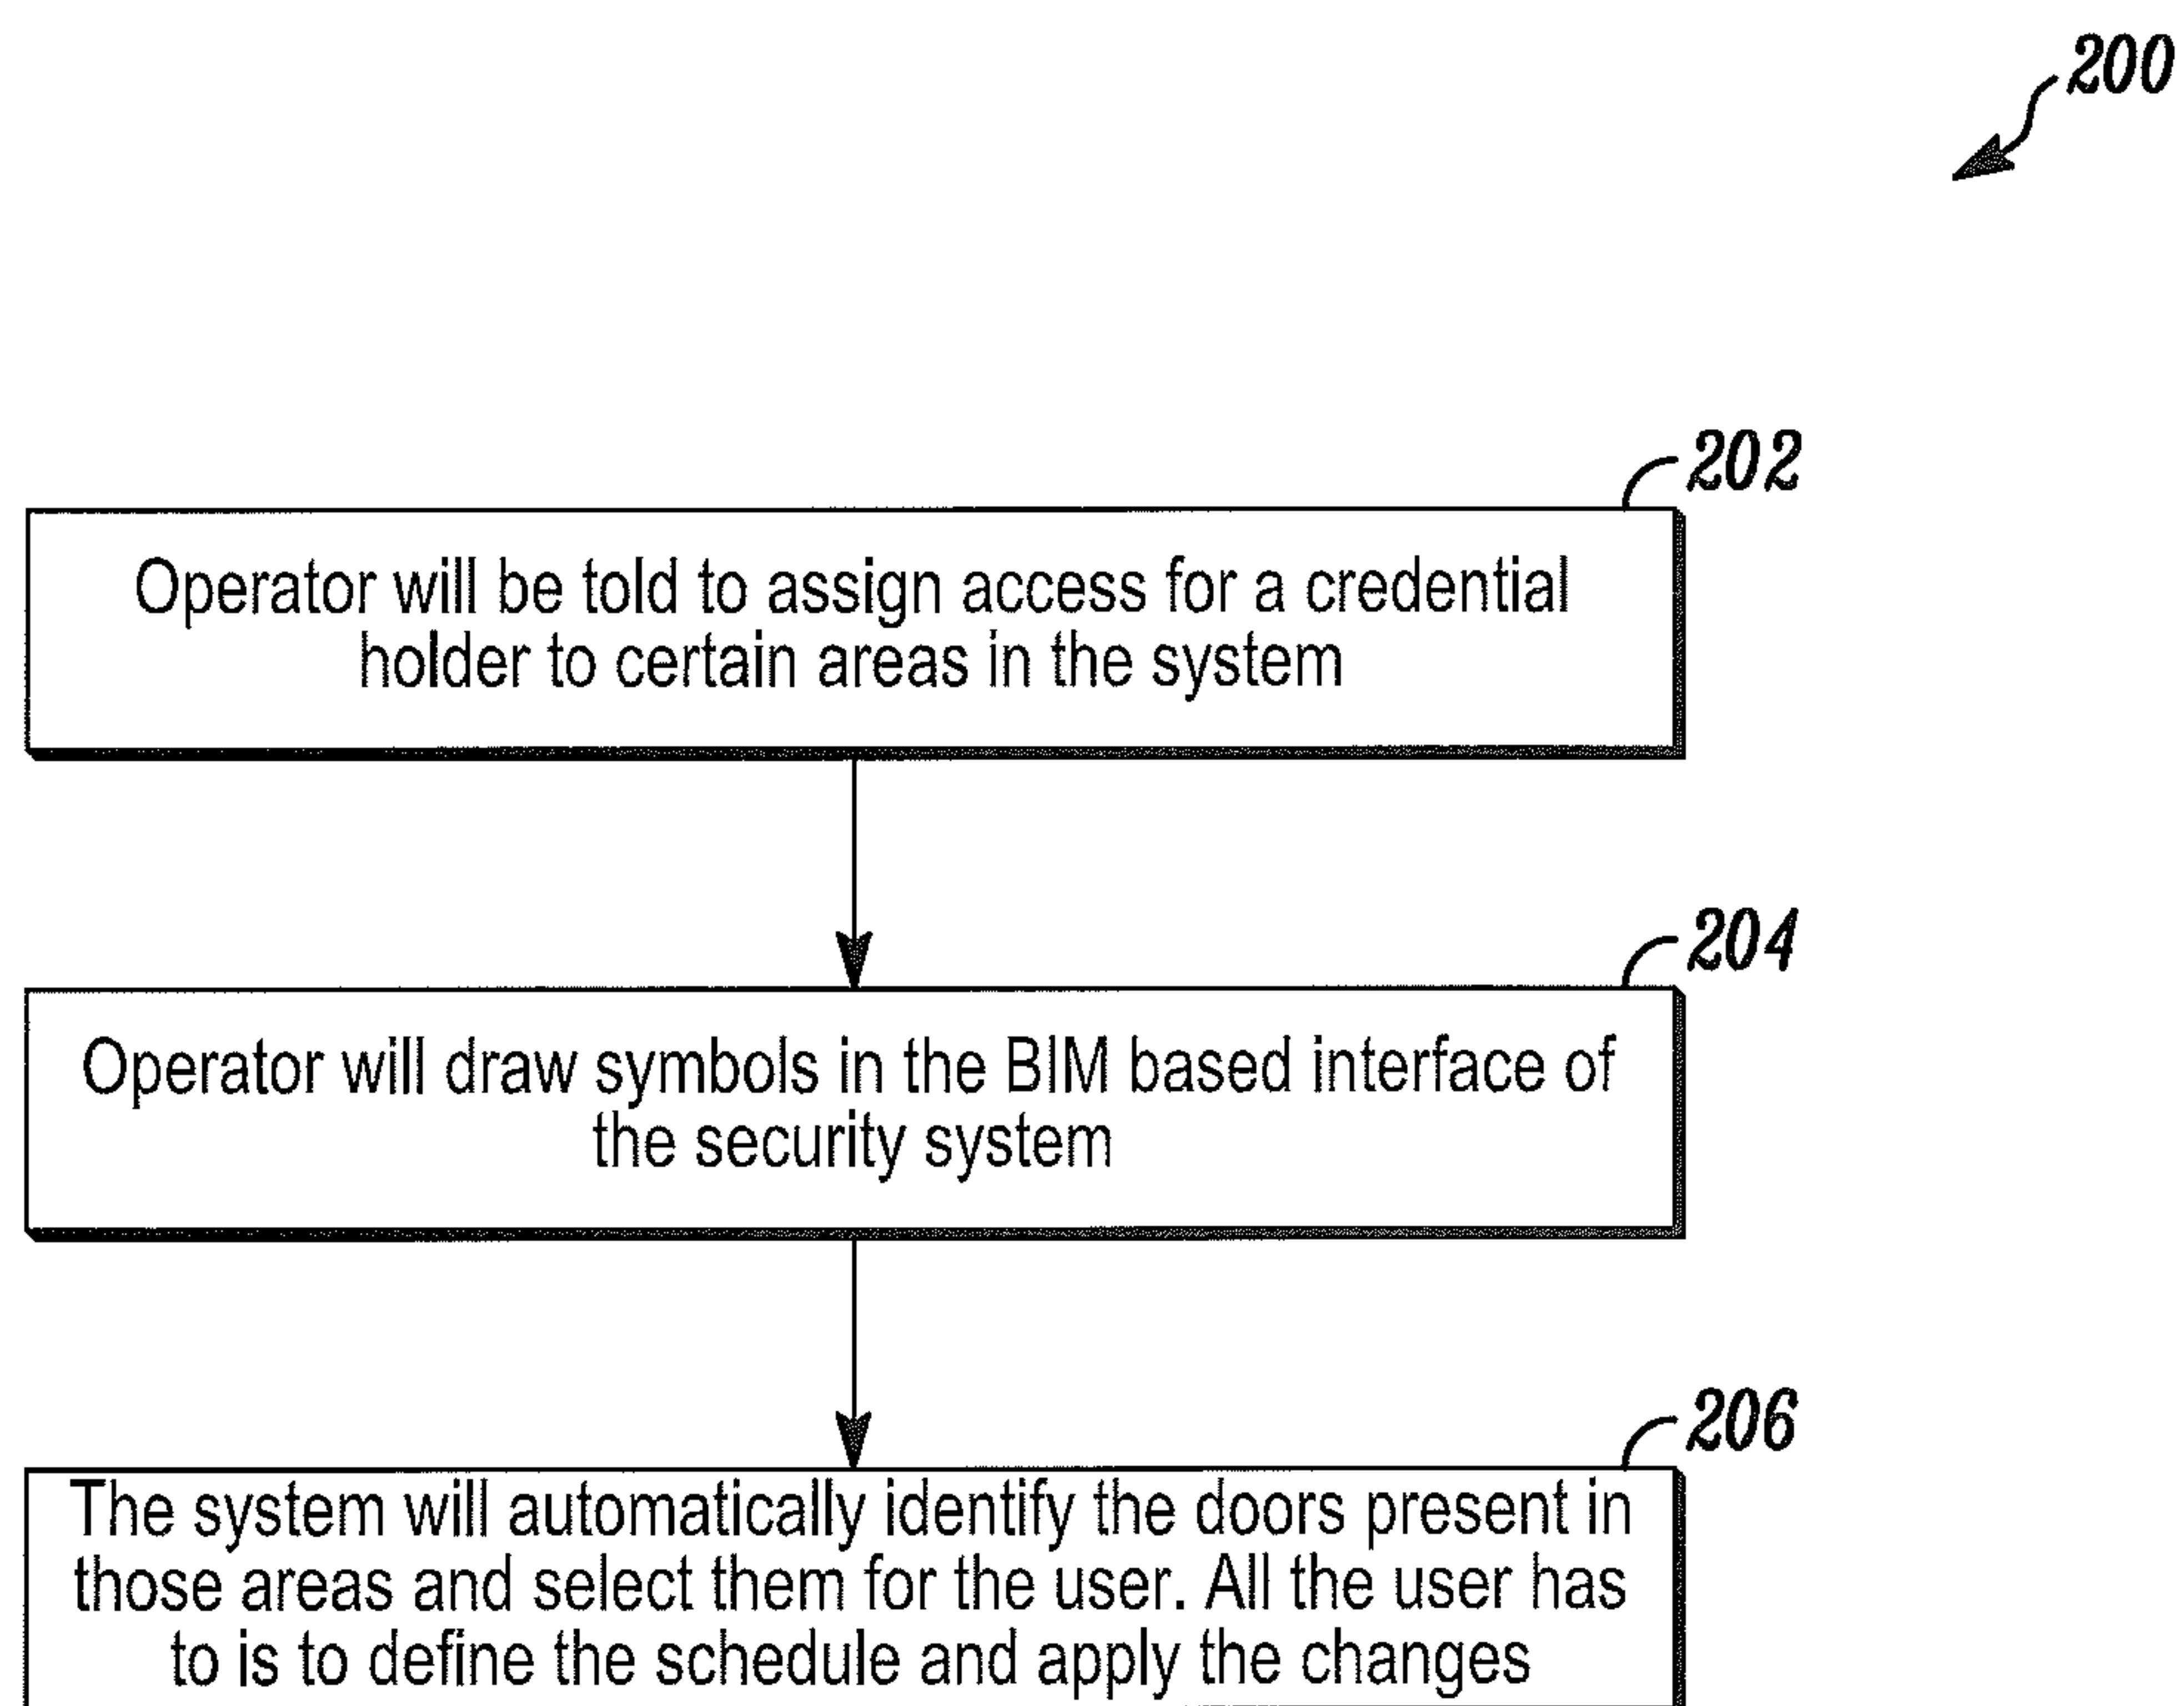 200
202
Operator will be told to assign access for a credential
holder to certain areas in the system
204
Operator will draw symbols in the BIM based interface of
the security system
206
The system will automatically identify the doors present in
those areas and select them for the user. All the user has
to is to define the schedule and apply the changes